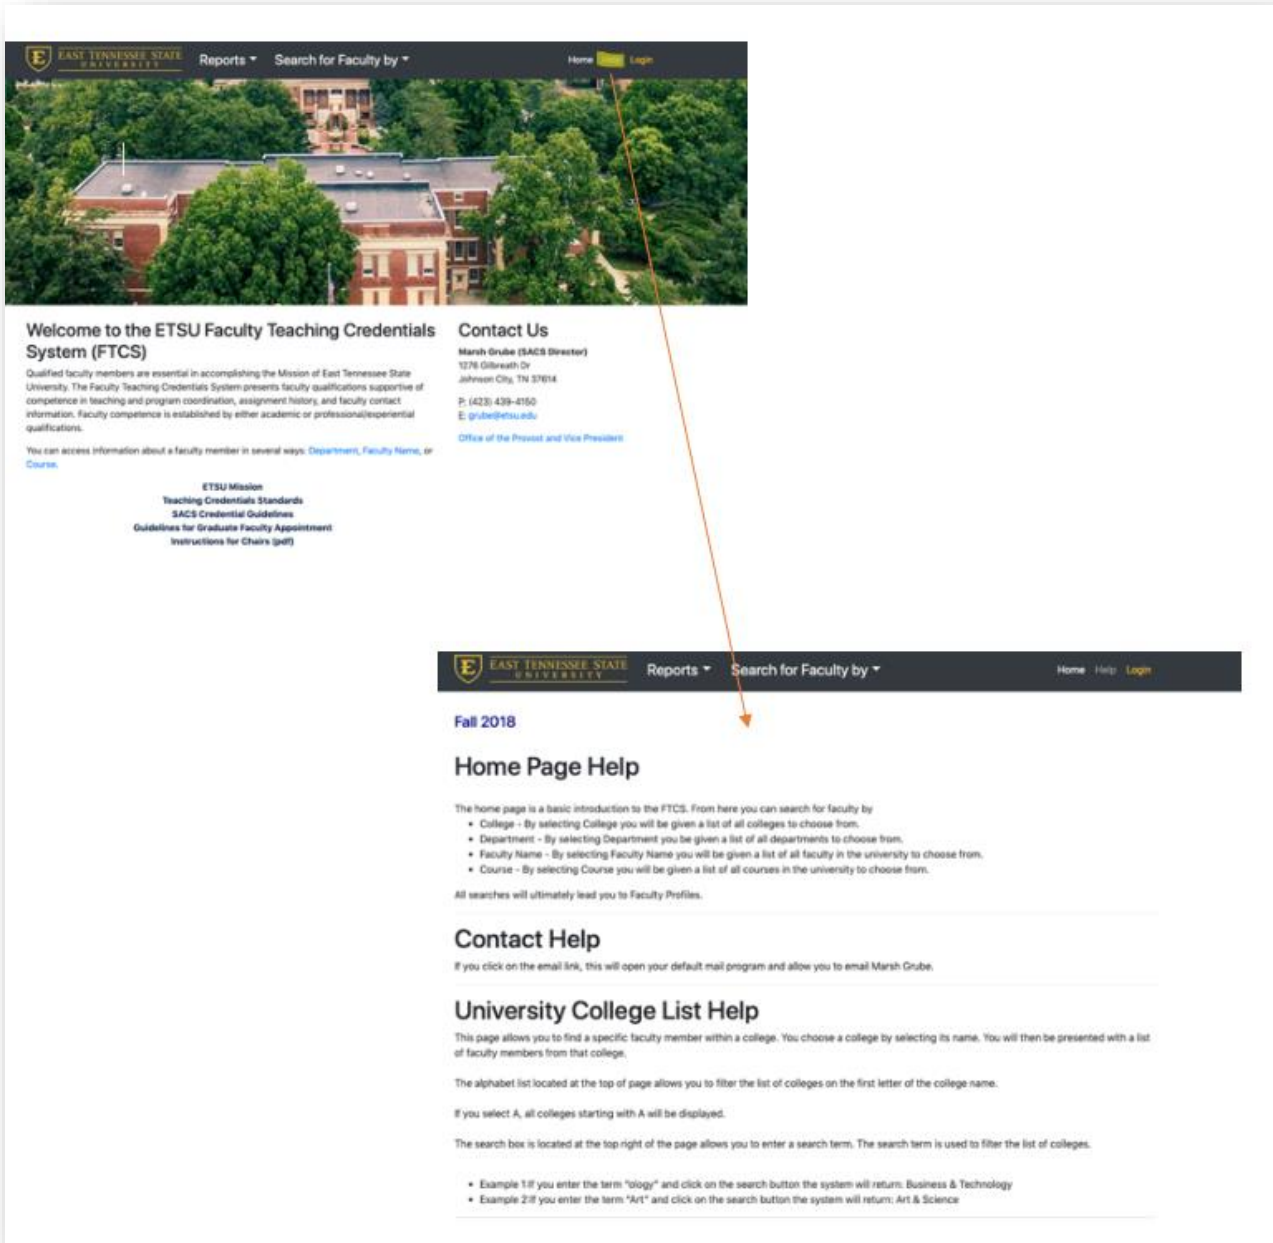 E EAST TENNESSEE STATE
UNIVERSITY
Reports
Search for Faculty by
Home Help Login
Welcome to the ETSU Faculty Teaching Credentials
System (FTCS)
Qualified faculty members are essential in accomplishing the Mission of East Tennessee State
University. The Faculty Teaching Credentials System presents faculty qualifications supportive of
competence in teaching and program coordination, assignment history, and faculty contact
information. Faculty competence is established by either academic or professional/experiential
qualifications.
You can access information about a faculty member in several ways: Department, Faculty Name, or
Course.
ETSU Mission
Teaching Credentials Standards
SACS Credential Guidelines
Guidelines for Graduate Faculty Appointment
Instructions for Chairs (pdf)
Contact Us
Marsh Grube (SACS Director)
1276 Gilbreath Dr
Johnson City, TN 37614
P: (423) 439-4150
E: grube@etsu.edu
Office of the Provost and Vice President
E EAST TENNESSEE STATE
UNIVERSITY
Reports
Search for Faculty by
Home Help Login
Fall 2018
Home Page Help
The home page is a basic introduction to the FTCS. From here you can search for faculty by
• College - By selecting College you will be given a list of all colleges to choose from.
• Department - By selecting Department you be given a list of all departments to choose from.
• Faculty Name - By selecting Faculty Name you will be given a list of all faculty in the university to choose from.
• Course - By selecting Course you will be given a list of all courses in the university to choose from.
All searches will ultimately lead you to Faculty Profiles.
Contact Help
If you click on the email link, this will open your default mail program and allow you to email Marsh Grube.
University College List Help
This page allows you to find a specific faculty member within a college. You choose a college by selecting its name. You will then be presented with a list
of faculty members from that college.
The alphabet list located at the top of page allows you to filter the list of colleges on the first letter of the college name.
If you select A, all colleges starting with A will be displayed.
The search box is located at the top right of the page allows you to enter a search term. The search term is used to filter the list of colleges.
• Example 1:If you enter the term "ology" and click on the search button the system will return: Business & Technology
• Example 2:If you enter the term "Art" and click on the search button the system will return: Art & Science